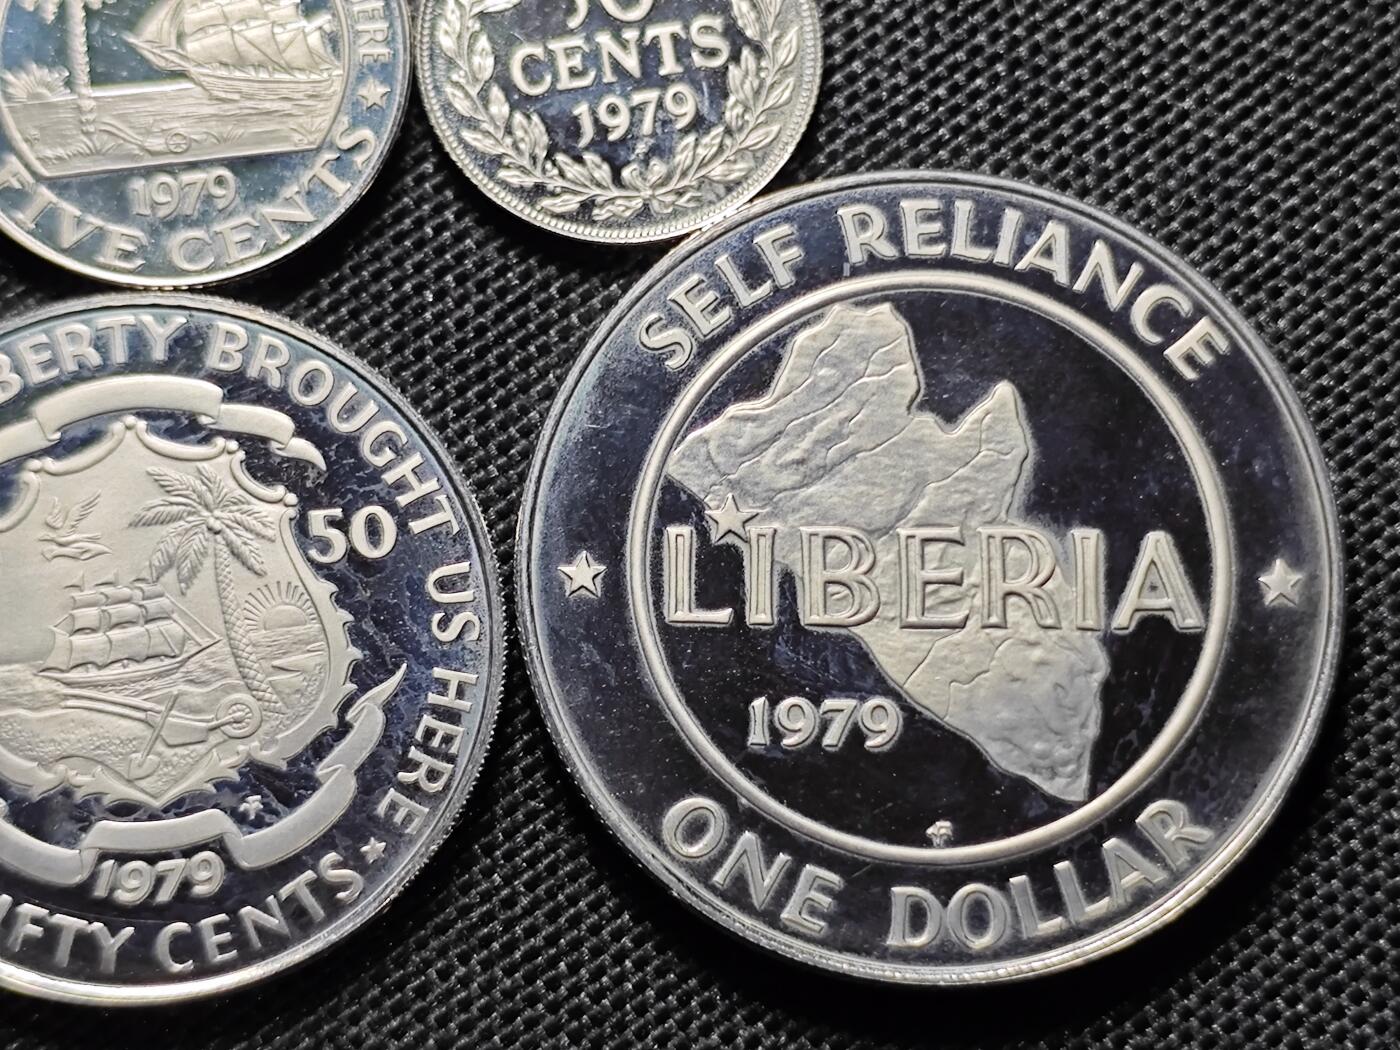 ERE ★
1979
FIVE CENTS
CENTS
1979
BERTY BROUGHT US HERE ★
50
1979
IFTY CENTS
SELF RELIANCE
LIBERIA
1979
ONE DOLLAR